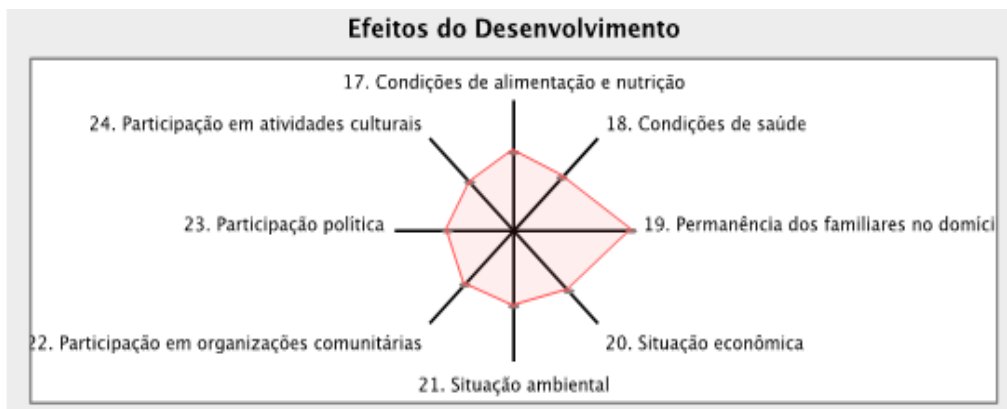 Efeitos do Desenvolvimento
17. Condições de alimentação e nutrição
24. Participação em atividades culturais
18. Condições de saúde
23. Participação política
19. Permanência dos familiares no domíci
22. Participação em organizações comunitárias
20. Situação econômica
21. Situação ambiental